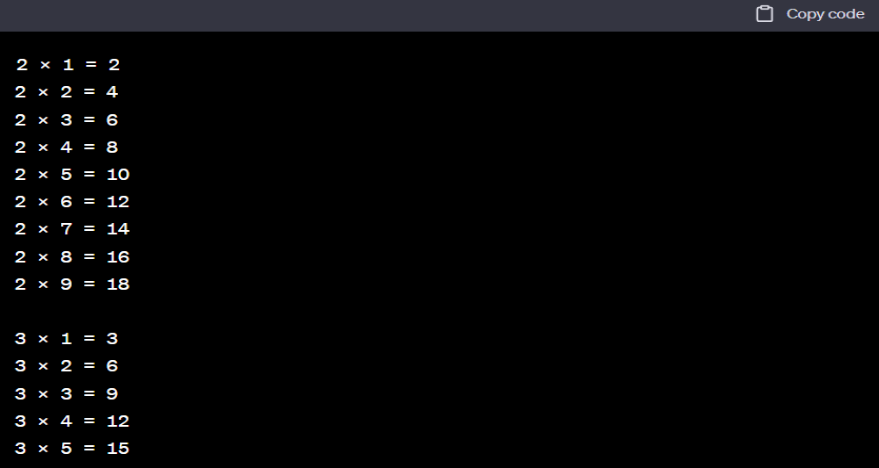 Copy code
2 × 1 = 2
2 × 2 = 4
2 × 3 = 6
2 × 4 = 8
2 × 5 = 10
2 × 6 = 12
2 × 7 = 14
2 × 8 = 16
2 × 9 = 18
3 × 1 = 3
3 × 2 = 6
3 × 3 = 9
3 × 4 = 12
3 × 5 = 15